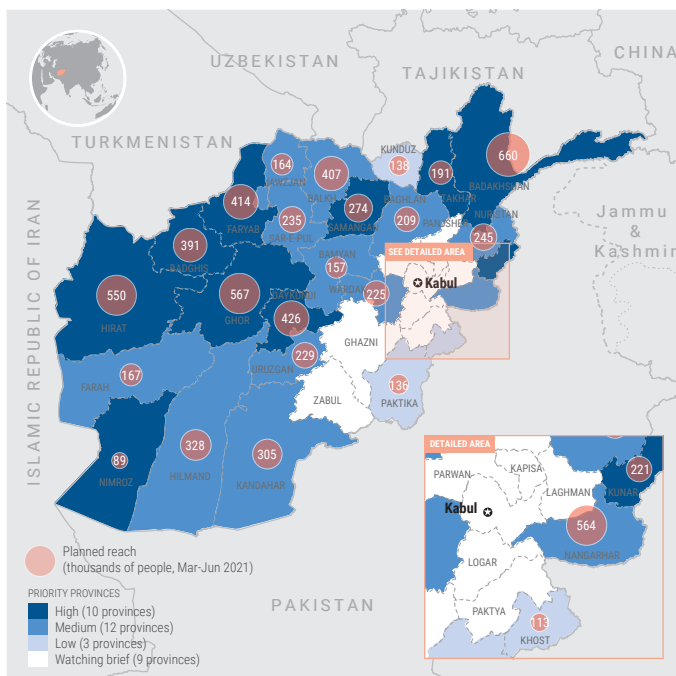 UZBEKISTAN
TAJIKISTAN
CHINA
TURKMENISTAN
ISLAMIC REPUBLIC OF IRAN
Jammu
&
Kashmir
PAKISTAN
KUNDUZ
138
164
JAWZJAN
407
BALKH
191
TAKHAR
660
BADAKHSHAN
414
FARYAB
235
SAR-E-PUL
274
SAMANGAN
BAGHLAN
209
PANJSHER
NURISTAN
245
391
BADGHIS
BAMYAN
157
WARDAK
225
SEE DETAILED AREA
Kabul
550
HIRAT
567
GHOR
DAYKUNDI
426
GHAZNI
229
URUZGAN
167
FARAH
ZABUL
136
PAKTIKA
89
NIMROZ
328
HILMAND
305
KANDAHAR
DETAILED AREA
PARWAN
KAPISA
221
KUNAR
LAGHMAN
Kabul
564
NANGARHAR
LOGAR
PAKTYA
113
KHOST
Planned reach
(thousands of people, Mar-Jun 2021)
PRIORITY PROVINCES
High (10 provinces)
Medium (12 provinces)
Low (3 provinces)
Watching brief (9 provinces)